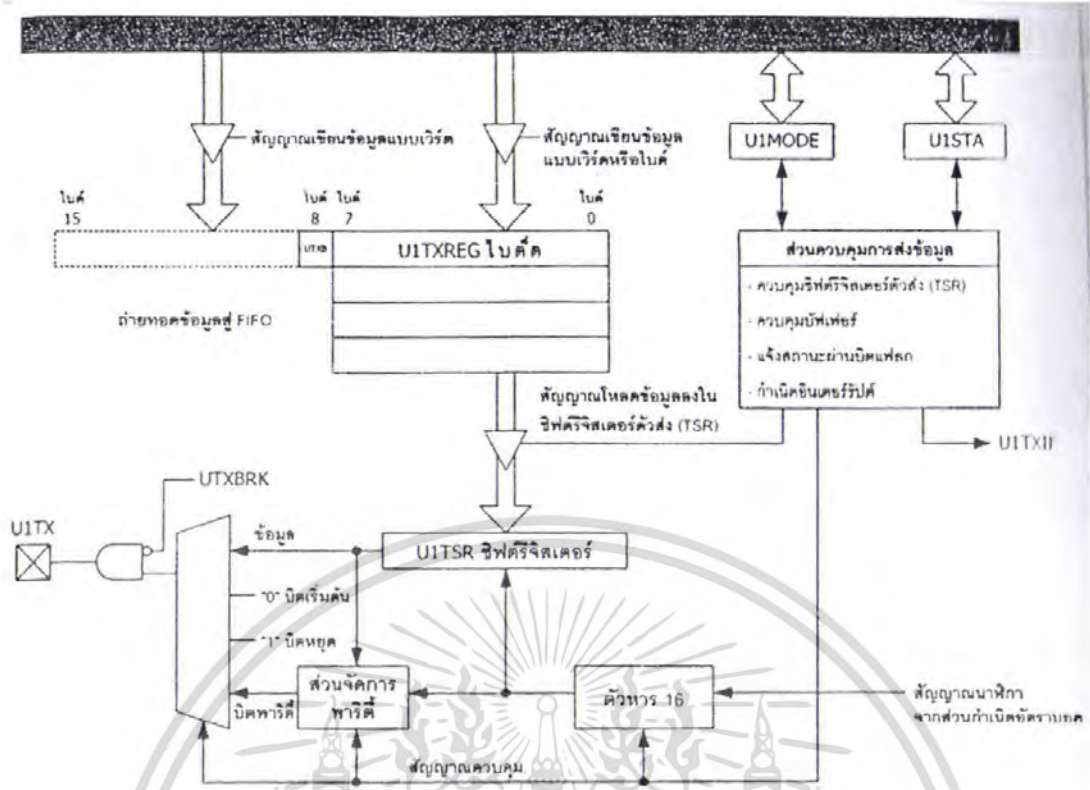 สัญญาณเขียนข้อมูลแบบเวิร์ด
สัญญาณเขียนข้อมูล
แบบเวิร์ดหรือไบต์
U1MODE
U1STA
ไบต์
15
ไบต์ ไบต์
8 7
ไบต์
0
UTX8
U1TXREG ไบต์ต่ำ
ถ่ายทอดข้อมูลสู่ FIFO
ส่วนควบคุมการส่งข้อมูล
- ควบคุมชิฟต์รีจิสเตอร์ตัวส่ง (TSR)
- ควบคุมบัฟเฟอร์
- แจ้งสถานะผ่านบิตแฟลก
- กำเนิดอินเตอร์รัปต์
สัญญาณโหลดข้อมูลลงใน
ชิฟต์รีจิสเตอร์ตัวส่ง (TSR)
U1TXIF
UTXBRK
U1TX
ข้อมูล
U1TSR ชิฟต์รีจิสเตอร์
"0" บิตเริ่มต้น
"1" บิตหยุด
บิตพาริตี้
ส่วนจัดการ
พาริตี้
ตัวหาร 16
สัญญาณนาฬิกา
จากส่วนกำเนิดอัตราบอด
สัญญาณควบคุม